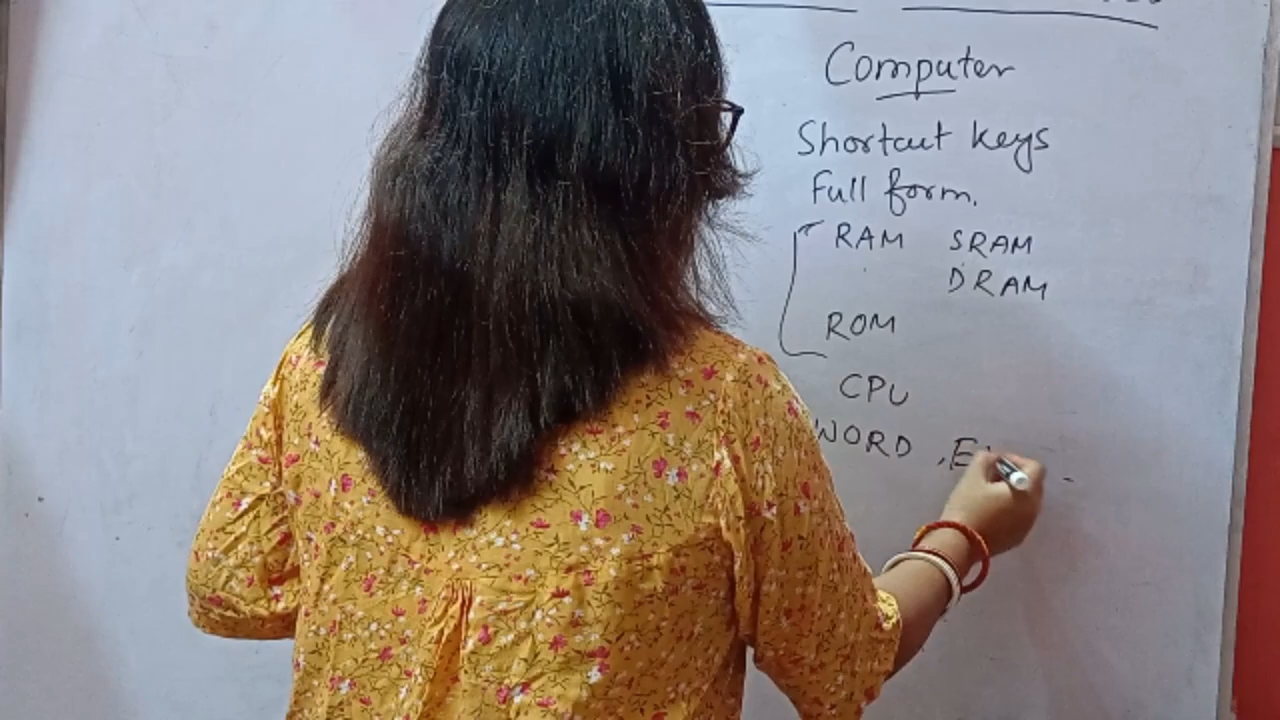 Computer
Shortcut keys
Full form.
RAM SRAM
DRAM
ROM
CPU
WORD ,